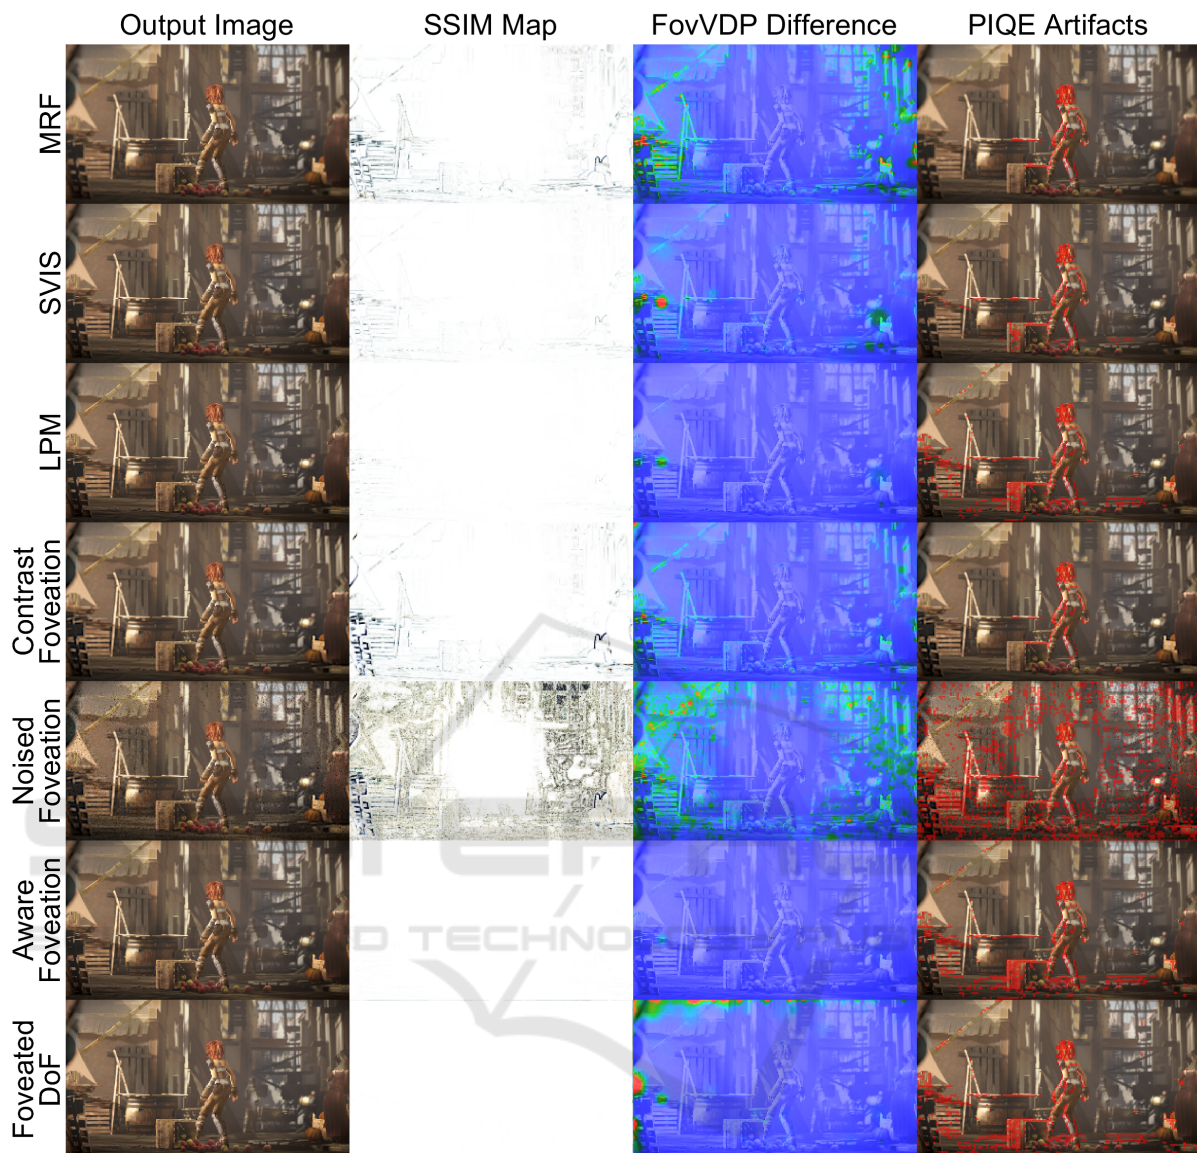 Output Image SSIM Map FovVDP Difference PIQE Artifacts
MRF
SVIS
LPM
Contrast
Foveation
Noised
Foveation
Aware
Foveation
Foveated
DoF